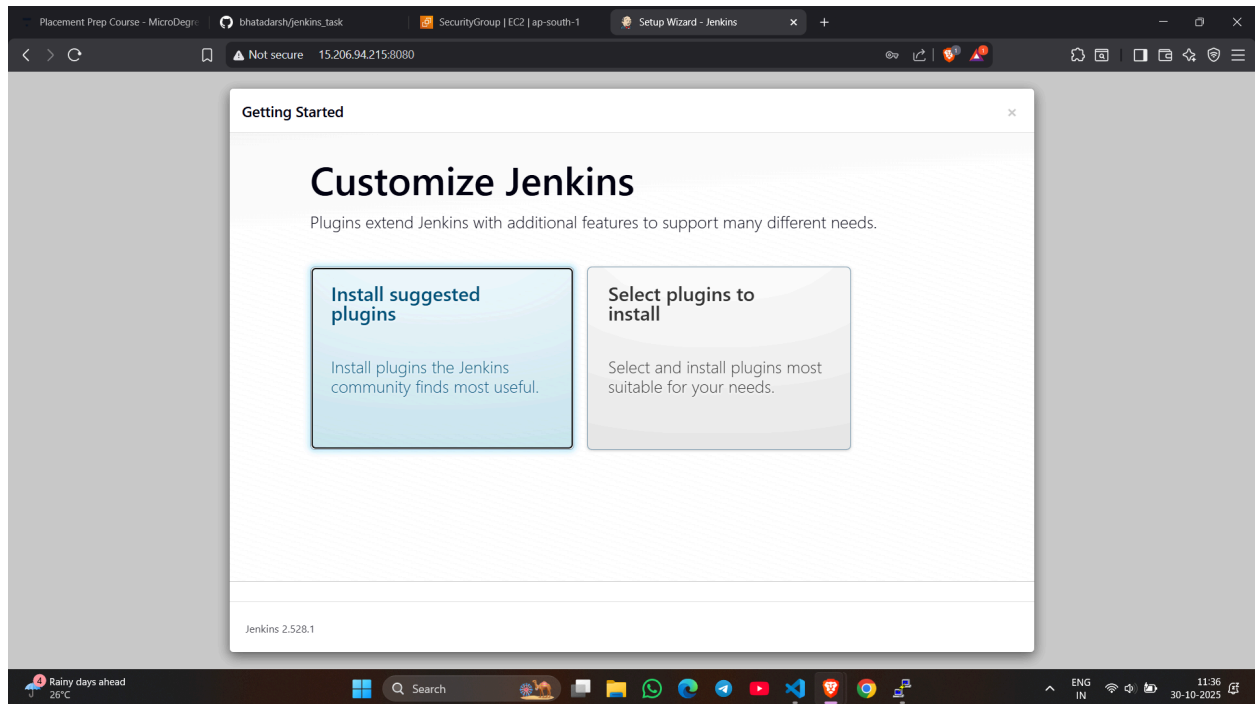 Placement Prep Course - MicroDegre
bhatadarsh/jenkins_task
SecurityGroup | EC2 | ap-south-1
Setup Wizard - Jenkins
Not secure 15.206.94.215:8080
1
Getting Started
Customize Jenkins
Plugins extend Jenkins with additional features to support many different needs.
Install suggested
plugins
Install plugins the Jenkins
community finds most useful.
Select plugins to
install
Select and install plugins most
suitable for your needs.
Jenkins 2.528.1
4
Rainy days ahead
26°C
Search
ENG
IN
11:36
30-10-2025